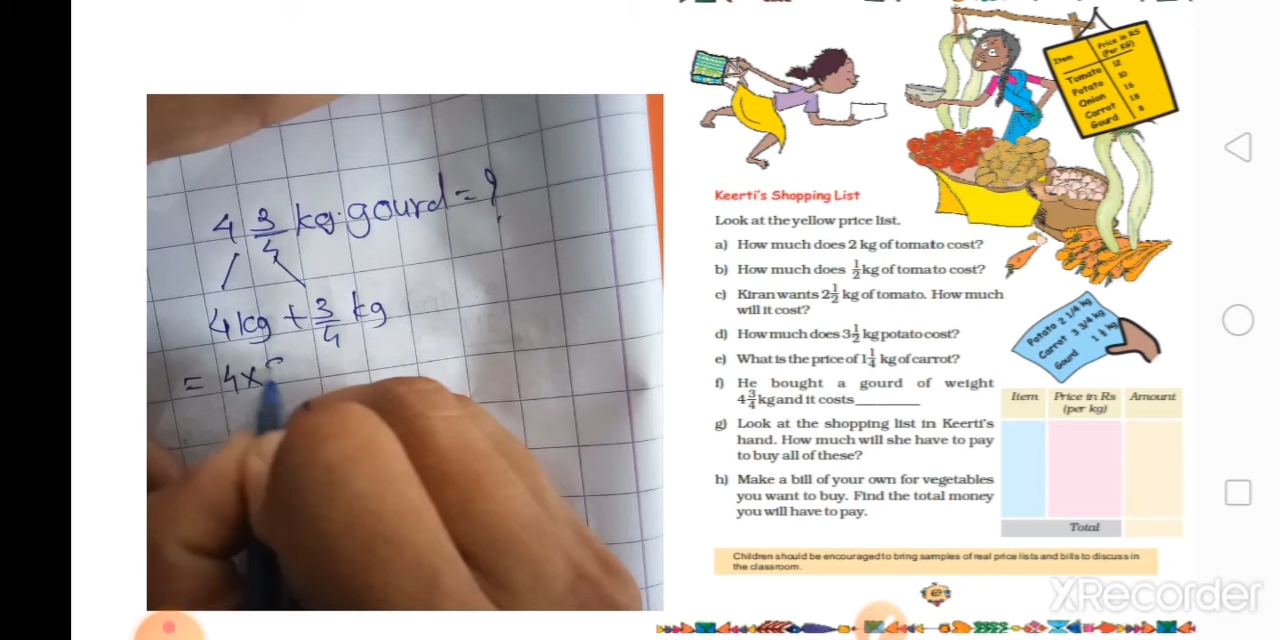 4 3/4 kg. gourd = ?
4 kg + 3/4 kg
= 4x
Item Price in RS (Per KG)
Tomato 12
Potato 10
Onion 16
Carrot 18
Gourd 8
Keerti's Shopping List
Look at the yellow price list.
a) How much does 2 kg of tomato cost?
b) How much does 1/2 kg of tomato cost?
c) Kiran wants 2 1/2 kg of tomato. How much
will it cost?
d) How much does 3 1/2 kg potato cost?
e) What is the price of 1 1/4 kg of carrot?
f) He bought a gourd of weight
4 3/4 kg and it costs________
g) Look at the shopping list in Keerti's
hand. How much will she have to pay
to buy all of these?
h) Make a bill of your own for vegetables
you want to buy. Find the total money
you will have to pay.
Potato 2 1/4 kg
Carrot 3 3/4 kg
Gourd 1 kg
Item Price in Rs (per kg) Amount
Total
Children should be encouraged to bring samples of real price lists and bills to discuss in
the classroom.
XRecorder